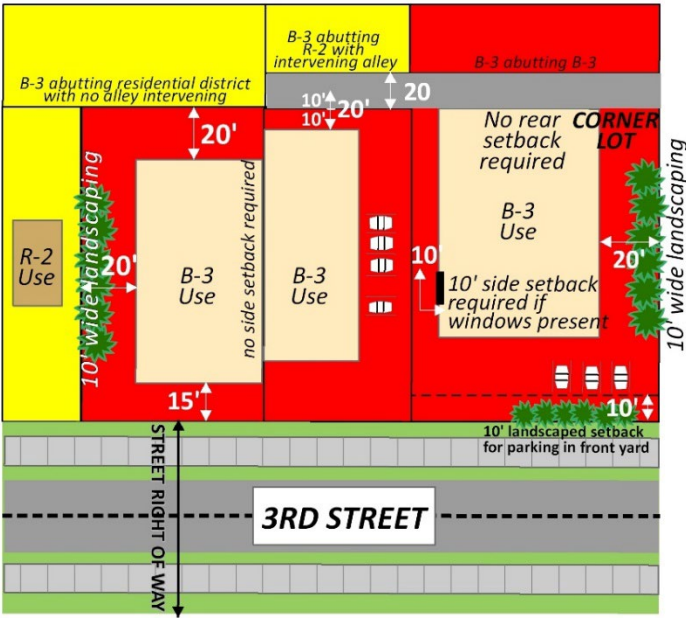 B-3 abutting
R-2 with
intervening alley
B-3 abutting residential district
with no alley intervening
B-3 abutting B-3
20
10'
20'
10'
20'
No rear
setback
required
CORNER
LOT
10' wide landscaping
R-2
Use
10' wide landscaping
20'
B-3
Use
no side setback required
B-3
Use
B-3
Use
10'
10' side setback
required if
windows present
20'
15'
10'
10' landscaped setback
for parking in front yard
STREET RIGHT OF WAY
3RD STREET